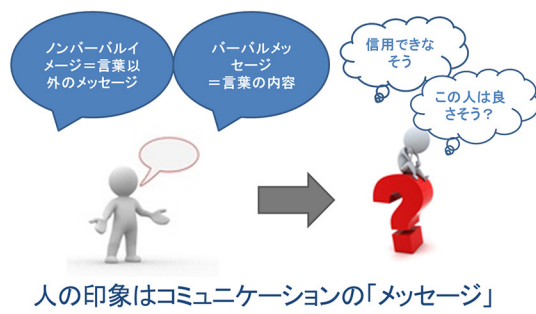 ノンバーバルイ
メージ＝言葉以
外のメッセージ
バーバルメッ
セージ
＝言葉の内容
信用できな
そう
この人は良
さそう？
人の印象はコミュニケーションの「メッセージ」